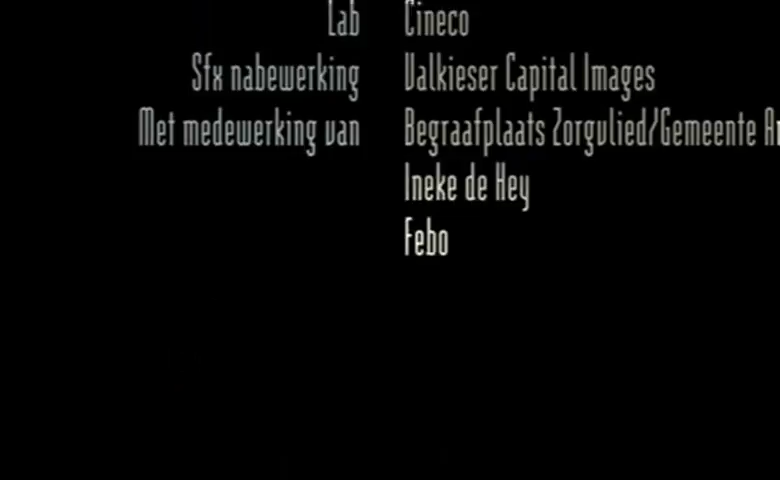 Lab Cineco
Sfx nabewerking Valkieser Capital Images
Met medewerking van Begraafplaats Zorgvlied/Gemeente
Ineke de Hey
Febo